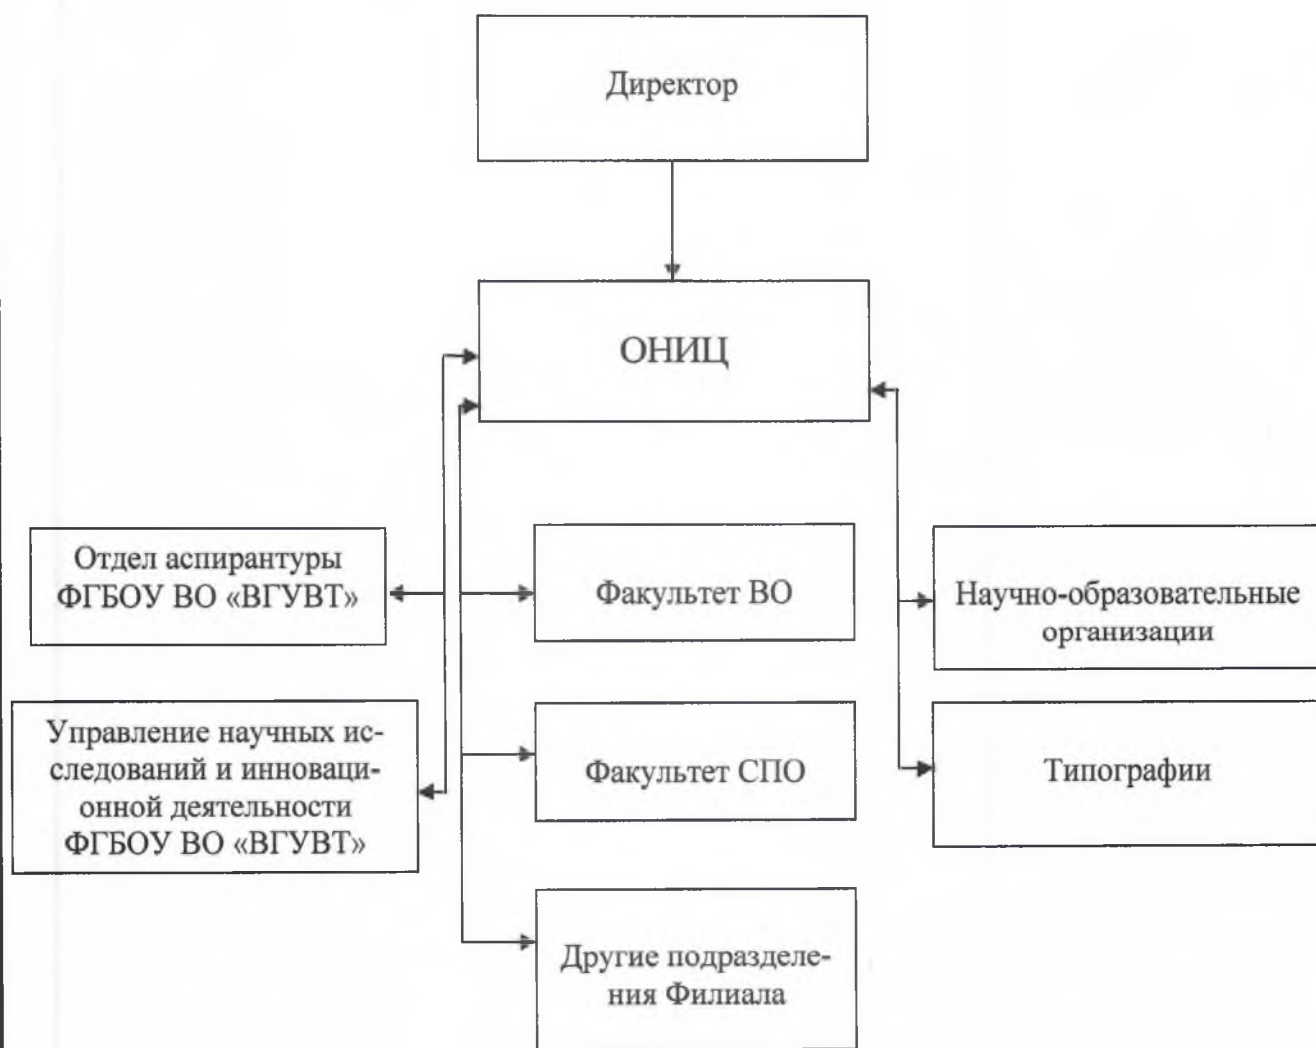 Директор
ОНИЦ
Отдел аспирантуры
ФГБОУ ВО «ВГУВТ»
Факультет ВО
Научно-образовательные
организации
Управление научных ис-
следований и инноваци-
онной деятельности
ФГБОУ ВО «ВГУВТ»
Факультет СПО
Типографии
Другие подразделе-
ния Филиала